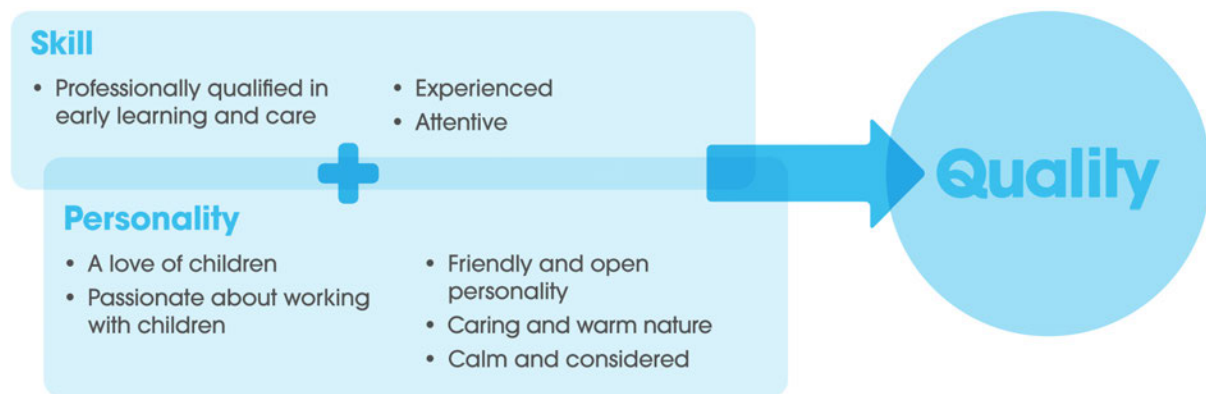 Skill
• Professionally qualified in
early learning and care
• Experienced
• Attentive
Personality
• A love of children
• Passionate about working
with children
• Friendly and open
personality
• Caring and warm nature
• Calm and considered
Quality